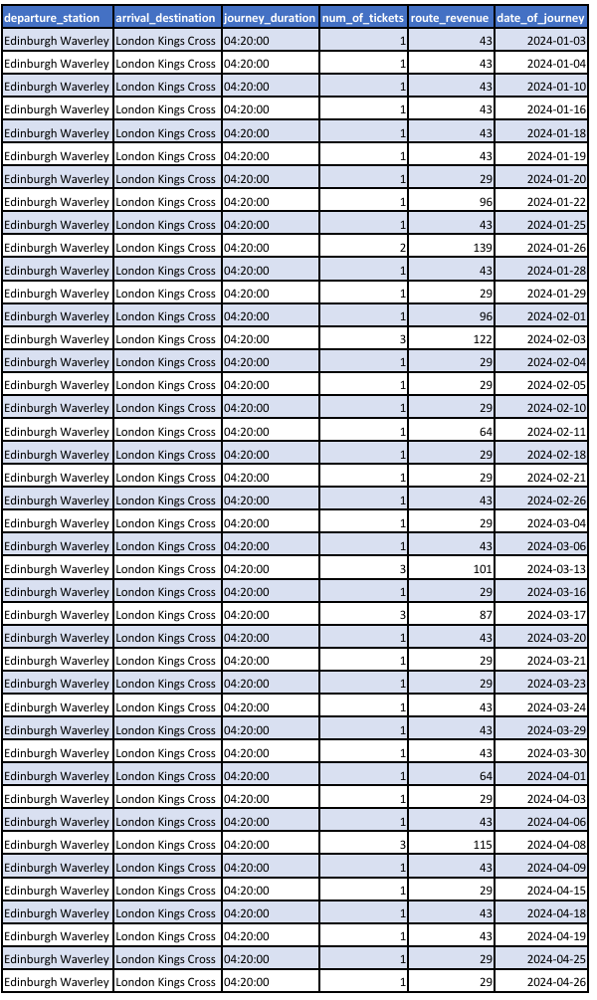 departure_station arrival_destination journey_duration num_of_tickets route_revenue date_of_journey
Edinburgh Waverley London Kings Cross 04:20:00 1 43 2024-01-03
Edinburgh Waverley London Kings Cross 04:20:00 1 43 2024-01-04
Edinburgh Waverley London Kings Cross 04:20:00 1 43 2024-01-10
Edinburgh Waverley London Kings Cross 04:20:00 1 43 2024-01-16
Edinburgh Waverley London Kings Cross 04:20:00 1 43 2024-01-18
Edinburgh Waverley London Kings Cross 04:20:00 1 43 2024-01-19
Edinburgh Waverley London Kings Cross 04:20:00 1 29 2024-01-20
Edinburgh Waverley London Kings Cross 04:20:00 1 96 2024-01-22
Edinburgh Waverley London Kings Cross 04:20:00 1 43 2024-01-25
Edinburgh Waverley London Kings Cross 04:20:00 2 139 2024-01-26
Edinburgh Waverley London Kings Cross 04:20:00 1 43 2024-01-28
Edinburgh Waverley London Kings Cross 04:20:00 1 29 2024-01-29
Edinburgh Waverley London Kings Cross 04:20:00 1 96 2024-02-01
Edinburgh Waverley London Kings Cross 04:20:00 3 122 2024-02-03
Edinburgh Waverley London Kings Cross 04:20:00 1 29 2024-02-04
Edinburgh Waverley London Kings Cross 04:20:00 1 29 2024-02-05
Edinburgh Waverley London Kings Cross 04:20:00 1 29 2024-02-10
Edinburgh Waverley London Kings Cross 04:20:00 1 64 2024-02-11
Edinburgh Waverley London Kings Cross 04:20:00 1 29 2024-02-18
Edinburgh Waverley London Kings Cross 04:20:00 1 29 2024-02-21
Edinburgh Waverley London Kings Cross 04:20:00 1 43 2024-02-26
Edinburgh Waverley London Kings Cross 04:20:00 1 29 2024-03-04
Edinburgh Waverley London Kings Cross 04:20:00 1 43 2024-03-06
Edinburgh Waverley London Kings Cross 04:20:00 3 101 2024-03-13
Edinburgh Waverley London Kings Cross 04:20:00 1 29 2024-03-16
Edinburgh Waverley London Kings Cross 04:20:00 3 87 2024-03-17
Edinburgh Waverley London Kings Cross 04:20:00 1 43 2024-03-20
Edinburgh Waverley London Kings Cross 04:20:00 1 29 2024-03-21
Edinburgh Waverley London Kings Cross 04:20:00 1 29 2024-03-23
Edinburgh Waverley London Kings Cross 04:20:00 1 43 2024-03-24
Edinburgh Waverley London Kings Cross 04:20:00 1 43 2024-03-29
Edinburgh Waverley London Kings Cross 04:20:00 1 43 2024-03-30
Edinburgh Waverley London Kings Cross 04:20:00 1 64 2024-04-01
Edinburgh Waverley London Kings Cross 04:20:00 1 29 2024-04-03
Edinburgh Waverley London Kings Cross 04:20:00 1 43 2024-04-06
Edinburgh Waverley London Kings Cross 04:20:00 3 115 2024-04-08
Edinburgh Waverley London Kings Cross 04:20:00 1 43 2024-04-09
Edinburgh Waverley London Kings Cross 04:20:00 1 29 2024-04-15
Edinburgh Waverley London Kings Cross 04:20:00 1 43 2024-04-18
Edinburgh Waverley London Kings Cross 04:20:00 1 43 2024-04-19
Edinburgh Waverley London Kings Cross 04:20:00 1 29 2024-04-25
Edinburgh Waverley London Kings Cross 04:20:00 1 29 2024-04-26